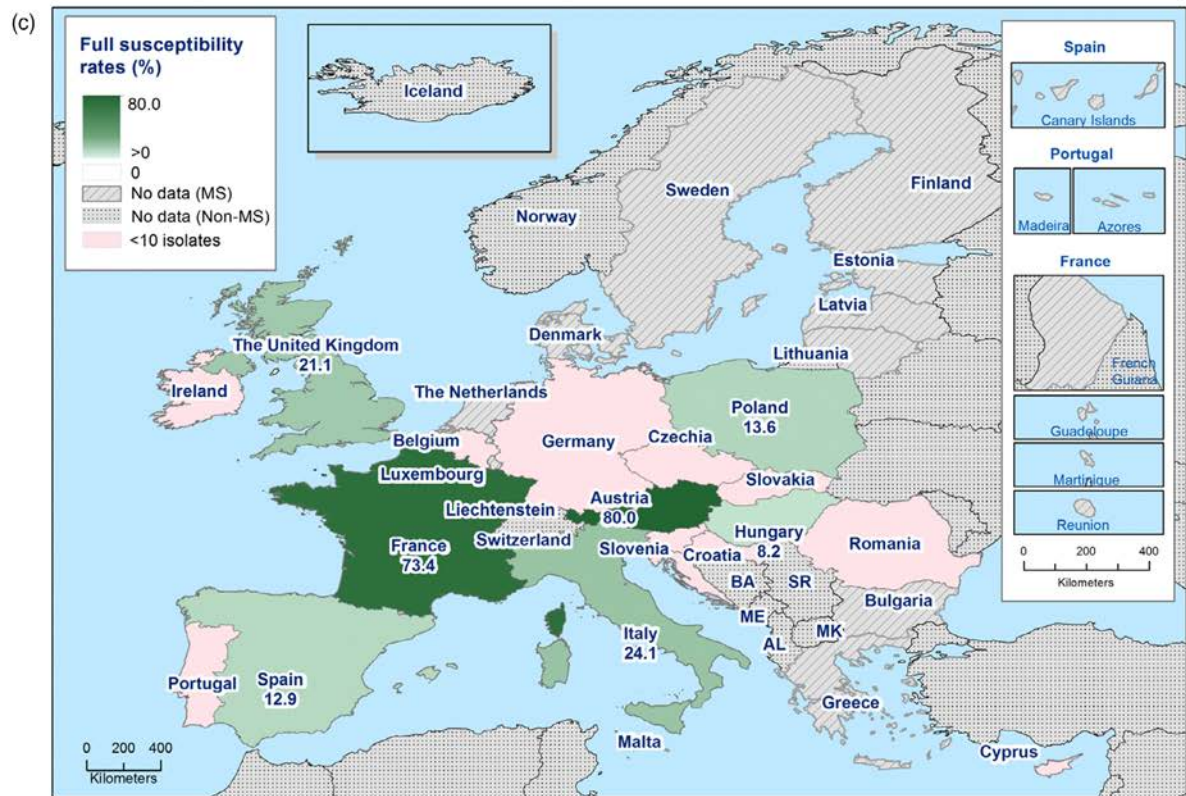 (c)
Full susceptibility
rates (%)
80.0
>0
0
No data (MS)
No data (Non-MS)
<10 isolates
Iceland
Norway
Sweden
Finland
Estonia
Latvia
Lithuania
Denmark
The United Kingdom
21.1
Ireland
The Netherlands
Belgium
Luxembourg
Germany
Poland
13.6
Czechia
Slovakia
Liechtenstein
Austria
80.0
Switzerland
France
73.4
Hungary
8.2
Slovenia
Croatia
Romania
BA
SR
Bulgaria
ME
MK
AL
Italy
24.1
Portugal
Spain
12.9
Greece
Malta
Cyprus
0 200 400
Kilometers
Spain
Canary Islands
Portugal
Madeira
Azores
France
French
Guiana
Guadeloupe
Martinique
Reunion
0 200 400
Kilometers